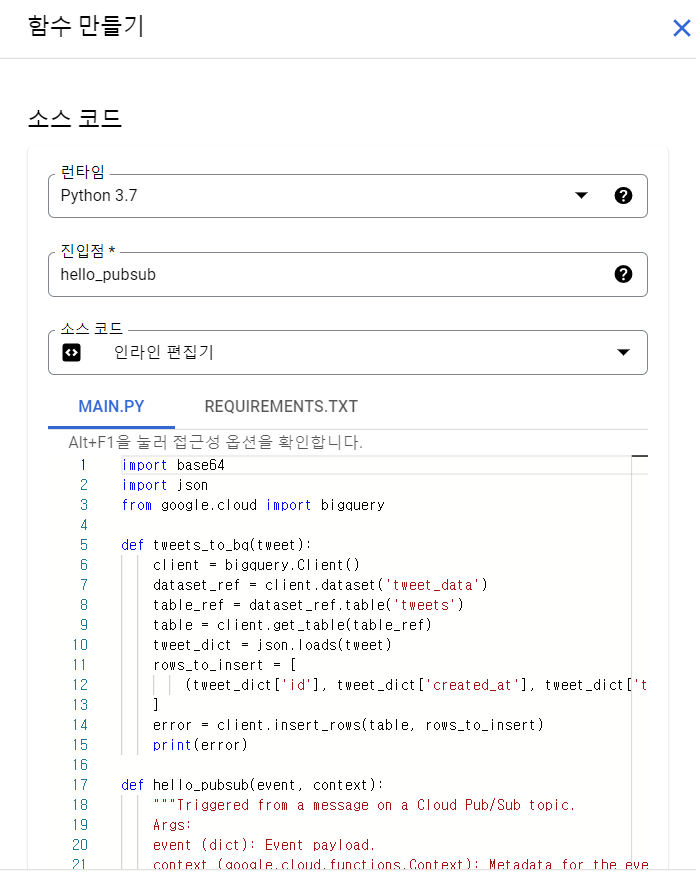 함수 만들기
소스 코드
런타임
Python 3.7
진입점 *
hello_pubsub
소스 코드
인라인 편집기
MAIN.PY REQUIREMENTS.TXT
Alt+F1을 눌러 접근성 옵션을 확인합니다.
1 import base64
2 import json
3 from google.cloud import bigquery
4
5 def tweets_to_bq(tweet):
6 client = bigquery.Client()
7 dataset_ref = client.dataset('tweet_data')
8 table_ref = dataset_ref.table('tweets')
9 table = client.get_table(table_ref)
10 tweet_dict = json.loads(tweet)
11 rows_to_insert = [
12 (tweet_dict['id'], tweet_dict['created_at'], tweet_dict['t
13 ]
14 error = client.insert_rows(table, rows_to_insert)
15 print(error)
16
17 def hello_pubsub(event, context):
18 """Triggered from a message on a Cloud Pub/Sub topic.
19 Args:
20 event (dict): Event payload.
21 context (google.cloud.functions.Context): Metadata for the eve